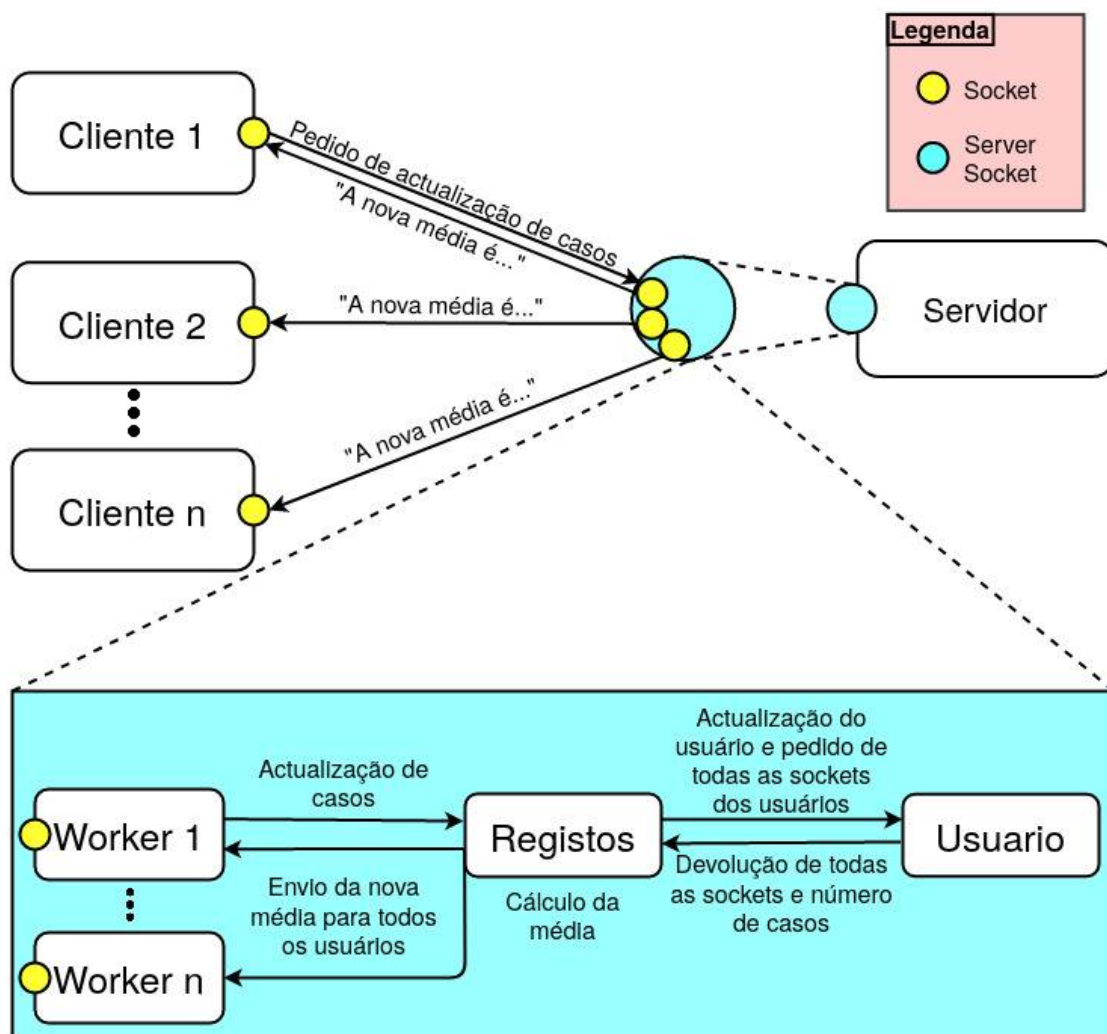 Legenda
Socket
Server
Socket
Cliente 1
Pedido de actualização de casos
"A nova média é..."
Cliente 2
"A nova média é..."
Servidor
"A nova média é..."
Cliente n
Actualização de
casos
Actualização do
usuário e pedido de
todas as sockets
dos usuários
Worker 1
Registos
Usuario
Envio da nova
média para todos
os usuários
Cálculo da
média
Devolução de todas
as sockets e número
de casos
Worker n